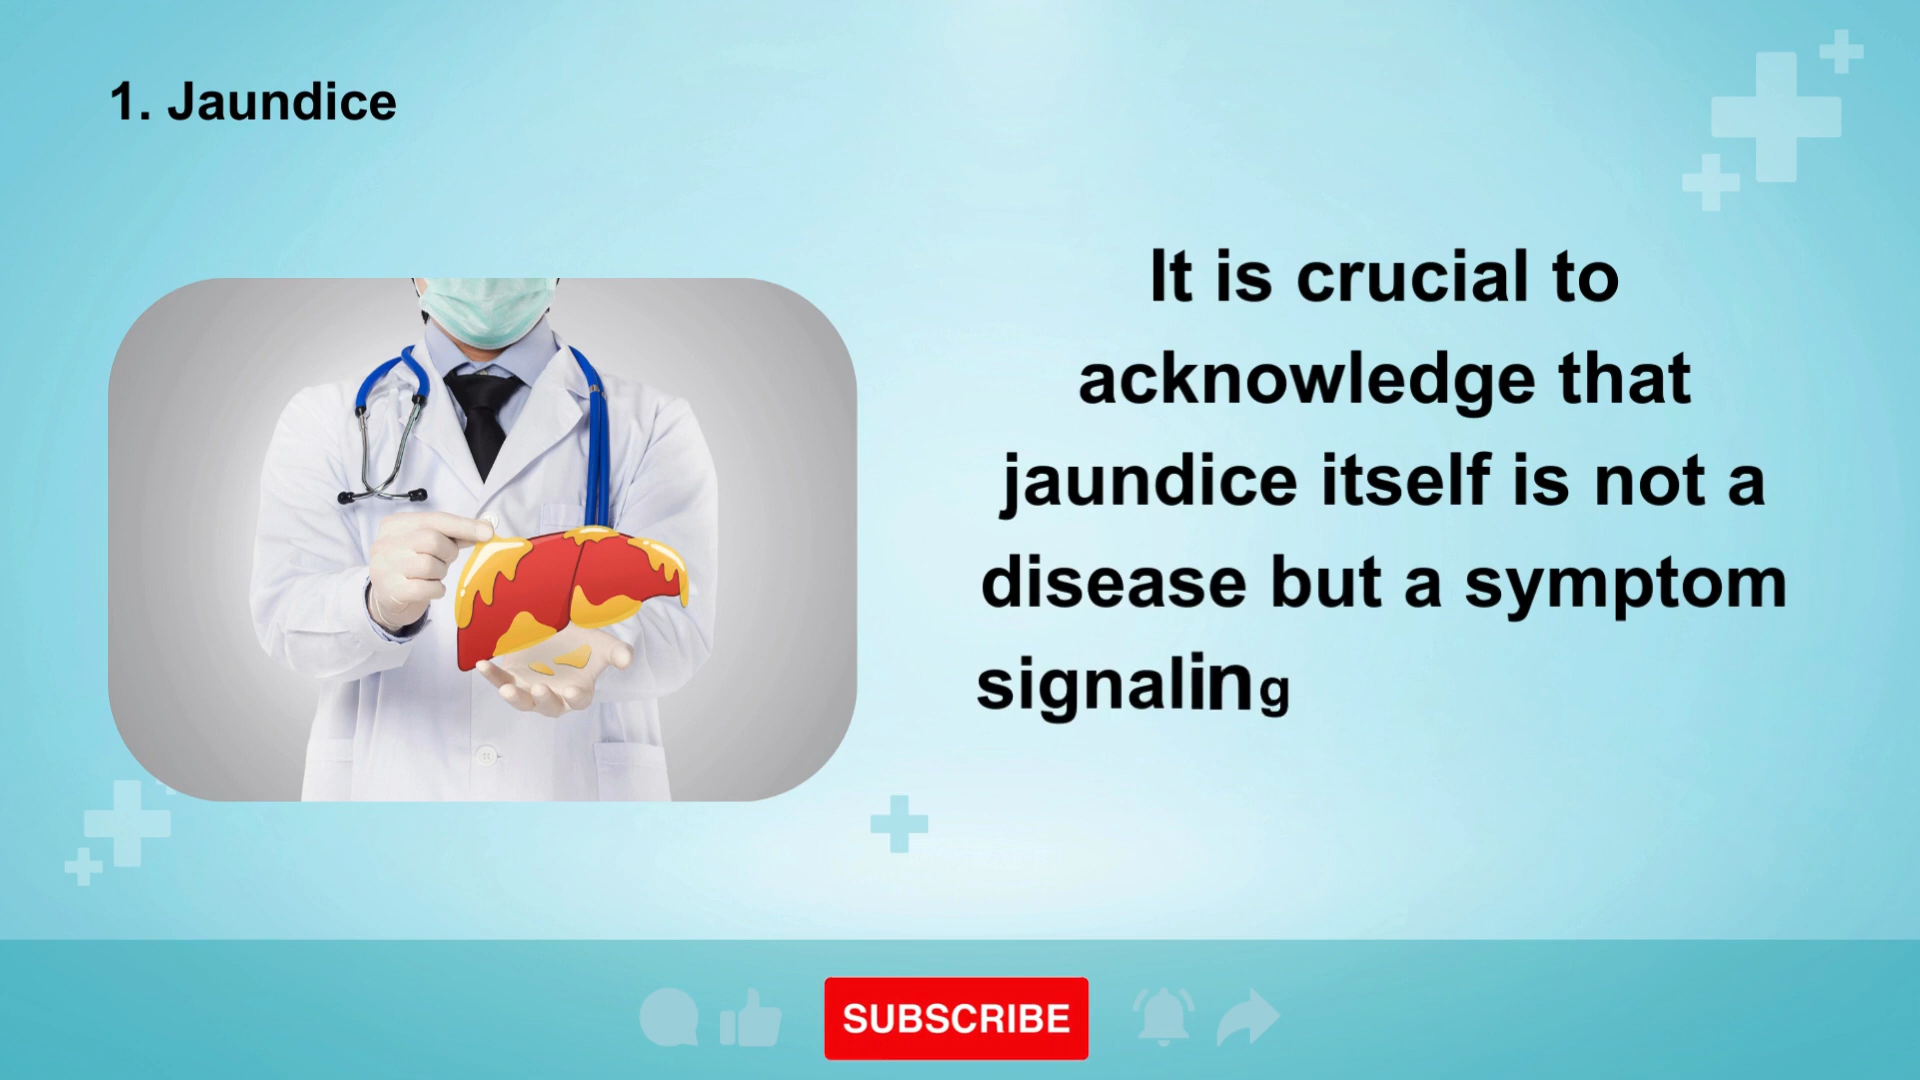 1. Jaundice
It is crucial to
acknowledge that
jaundice itself is not a
disease but a symptom
signaling
SUBSCRIBE